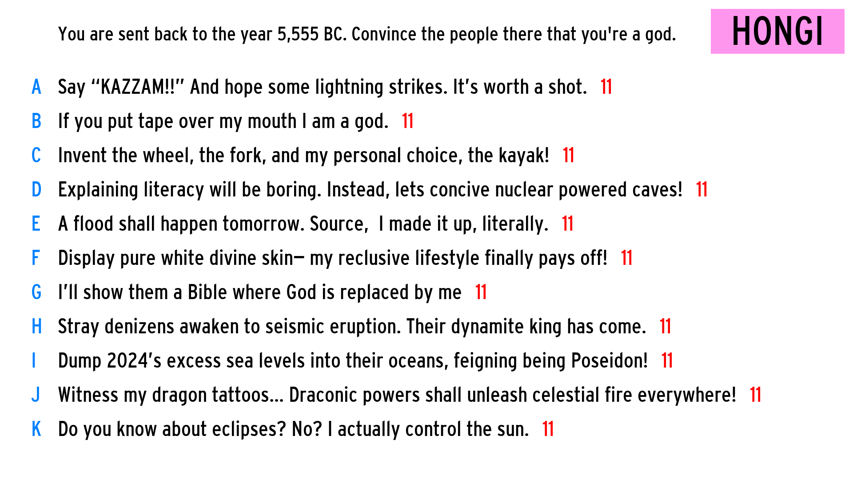 You are sent back to the year 5,555 BC. Convince the people there that you're a god.
HONGI
A Say “KAZZAM!!” And hope some lightning strikes. It’s worth a shot. 11
B If you put tape over my mouth I am a god. 11
C Invent the wheel, the fork, and my personal choice, the kayak! 11
D Explaining literacy will be boring. Instead, lets concive nuclear powered caves! 11
E A flood shall happen tomorrow. Source, I made it up, literally. 11
F Display pure white divine skin– my reclusive lifestyle finally pays off! 11
G I’ll show them a Bible where God is replaced by me 11
H Stray denizens awaken to seismic eruption. Their dynamite king has come. 11
I Dump 2024’s excess sea levels into their oceans, feigning being Poseidon! 11
J Witness my dragon tattoos... Draconic powers shall unleash celestial fire everywhere! 11
K Do you know about eclipses? No? I actually control the sun. 11